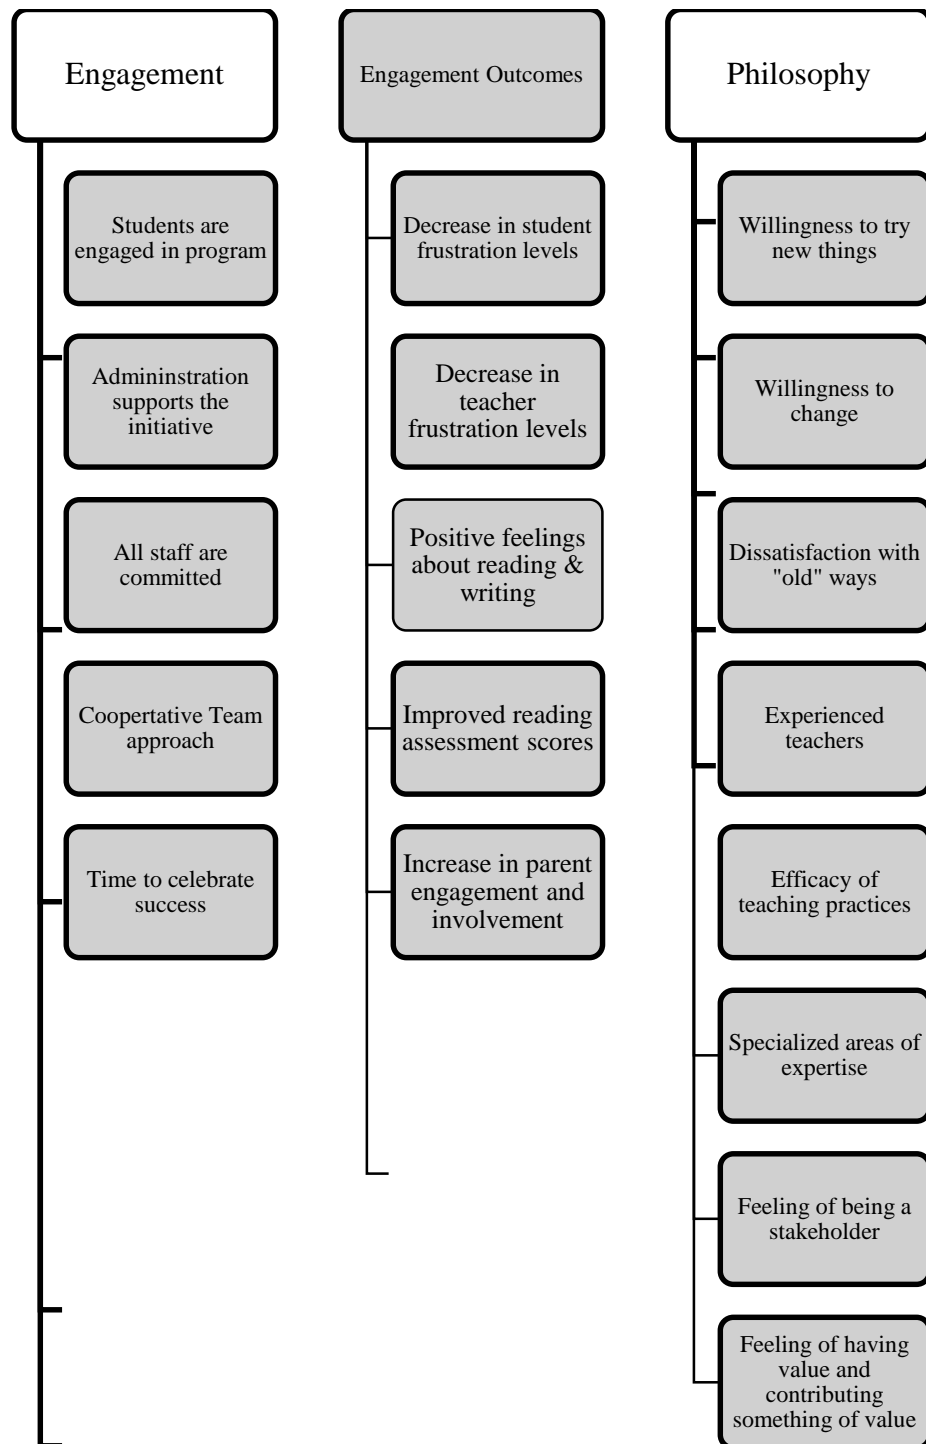 Engagement
Students are
engaged in program
Admininstration
supports the
initiative
All staff are
committed
Coopertative Team
approach
Time to celebrate
success
Engagement Outcomes
Decrease in student
frustration levels
Decrease in
teacher
frustration levels
Positive feelings
about reading &
writing
Improved reading
assessment scores
Increase in parent
engagement and
involvement
Philosophy
Willingness to try
new things
Willingness to
change
Dissatisfaction with
"old" ways
Experienced
teachers
Efficacy of
teaching practices
Specialized areas of
expertise
Feeling of being a
stakeholder
Feeling of having
value and
contributing
something of value